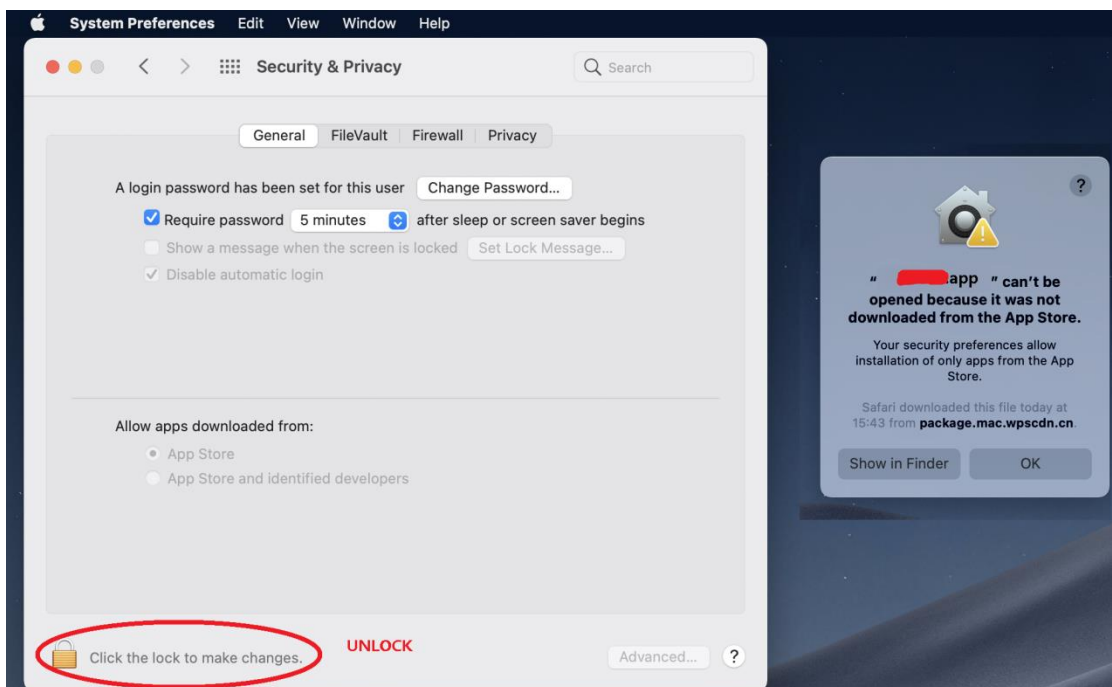 System Preferences Edit View Window Help
Security & Privacy
Search
General FileVault Firewall Privacy
A login password has been set for this user Change Password...
Require password 5 minutes after sleep or screen saver begins
Show a message when the screen is locked Set Lock Message...
Disable automatic login
Allow apps downloaded from:
App Store
App Store and identified developers
Click the lock to make changes.
UNLOCK
Advanced... ?
?
" app " can't be
opened because it was not
downloaded from the App Store.
Your security preferences allow
installation of only apps from the App
Store.
Safari downloaded this file today at
15:43 from package.mac.wpscdn.cn.
Show in Finder OK